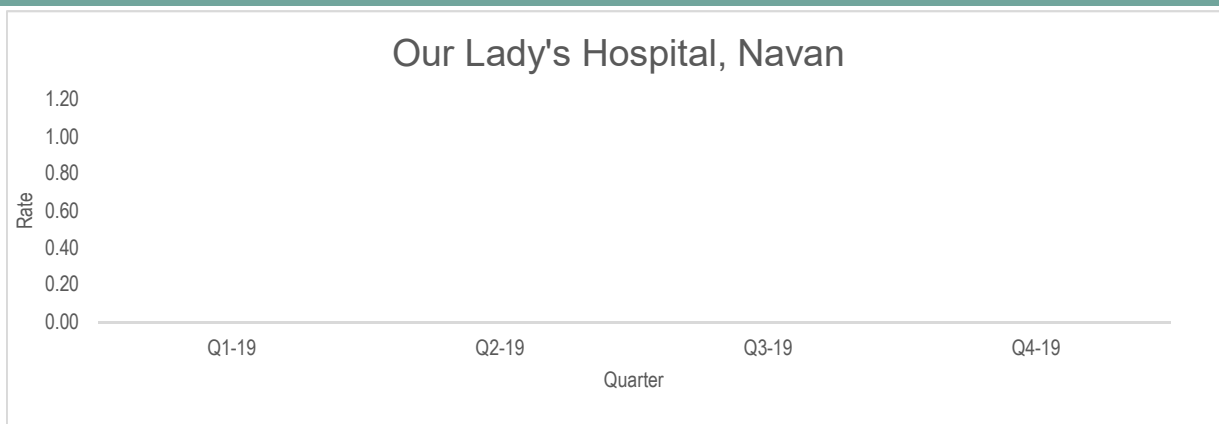 Our Lady's Hospital, Navan
1.20
1.00
0.80
0.60
0.40
0.20
0.00
Rate
Q1-19 Q2-19 Q3-19 Q4-19
Quarter